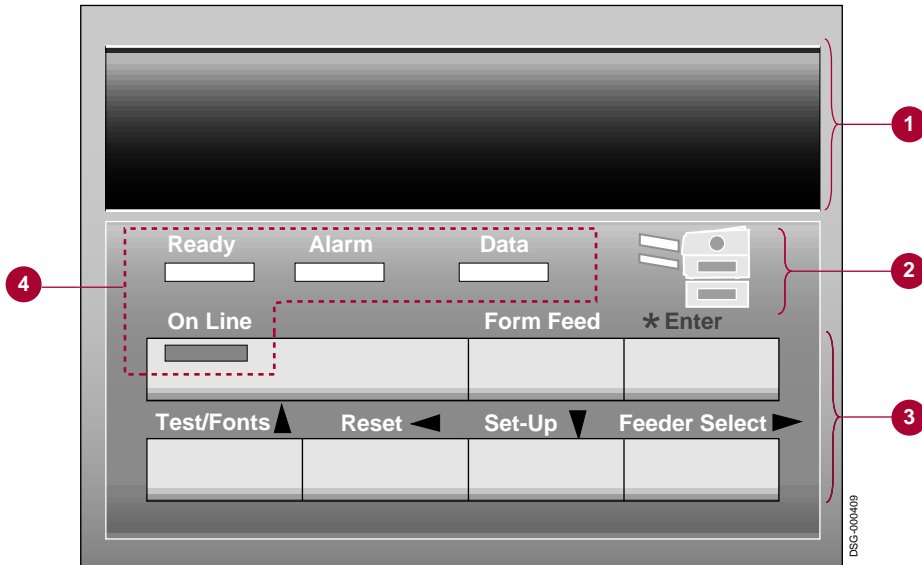 1
Ready Alarm Data
2
4
On Line Form Feed * Enter
3
Test/Fonts Reset Set-Up Feeder Select
DSG-000409